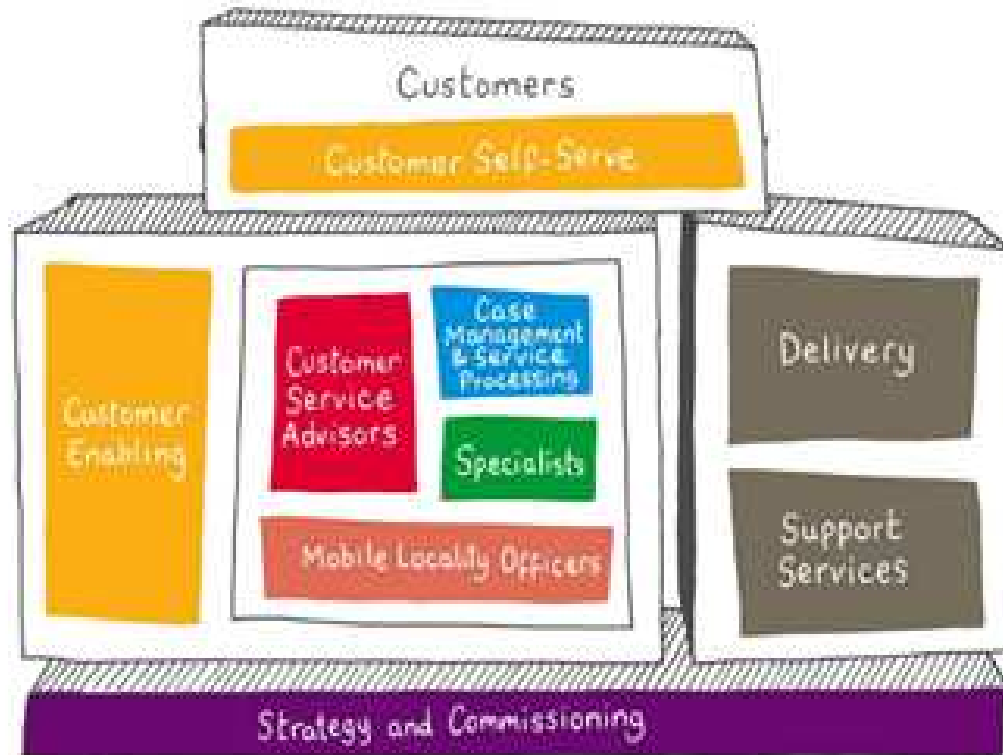 Customers
Customer Self-Serve
Customer
Enabling
Customer
Service
Advisors
Case
Management
& Service
Processing
Specialists
Mobile Locality Officers
Delivery
Support
Services
Strategy and Commissioning